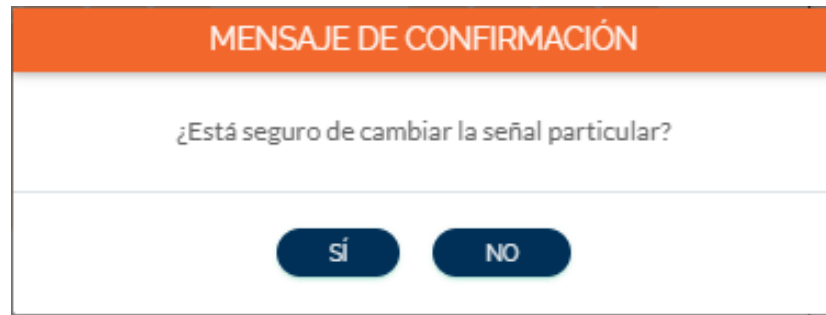 MENSAJE DE CONFIRMACIÓN
¿Está seguro de cambiar la señal particular?
SÍ NO